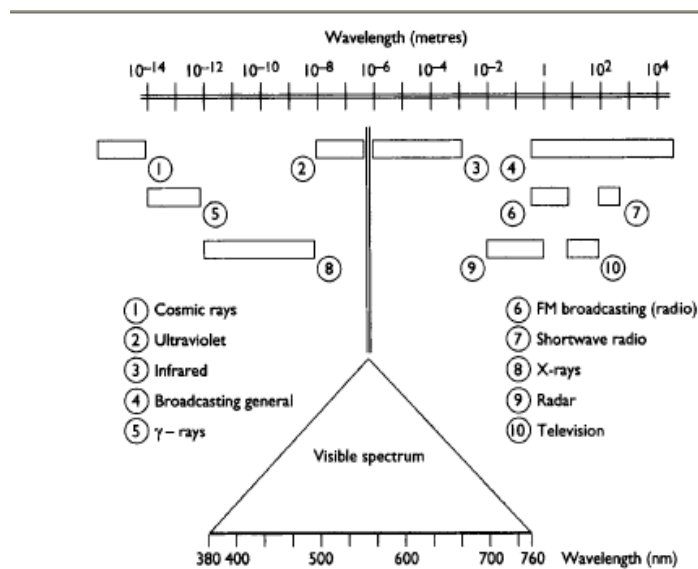 Wavelength (metres)
10⁻¹⁴ 10⁻¹² 10⁻¹⁰ 10⁻⁸ 10⁻⁶ 10⁻⁴ 10⁻² 1 10² 10⁴
1 2 3 4
5 6 7
8 9 10
1 Cosmic rays
2 Ultraviolet
3 Infrared
4 Broadcasting general
5 γ – rays
6 FM broadcasting (radio)
7 Shortwave radio
8 X-rays
9 Radar
10 Television
Visible spectrum
380 400 500 600 700 760 Wavelength (nm)